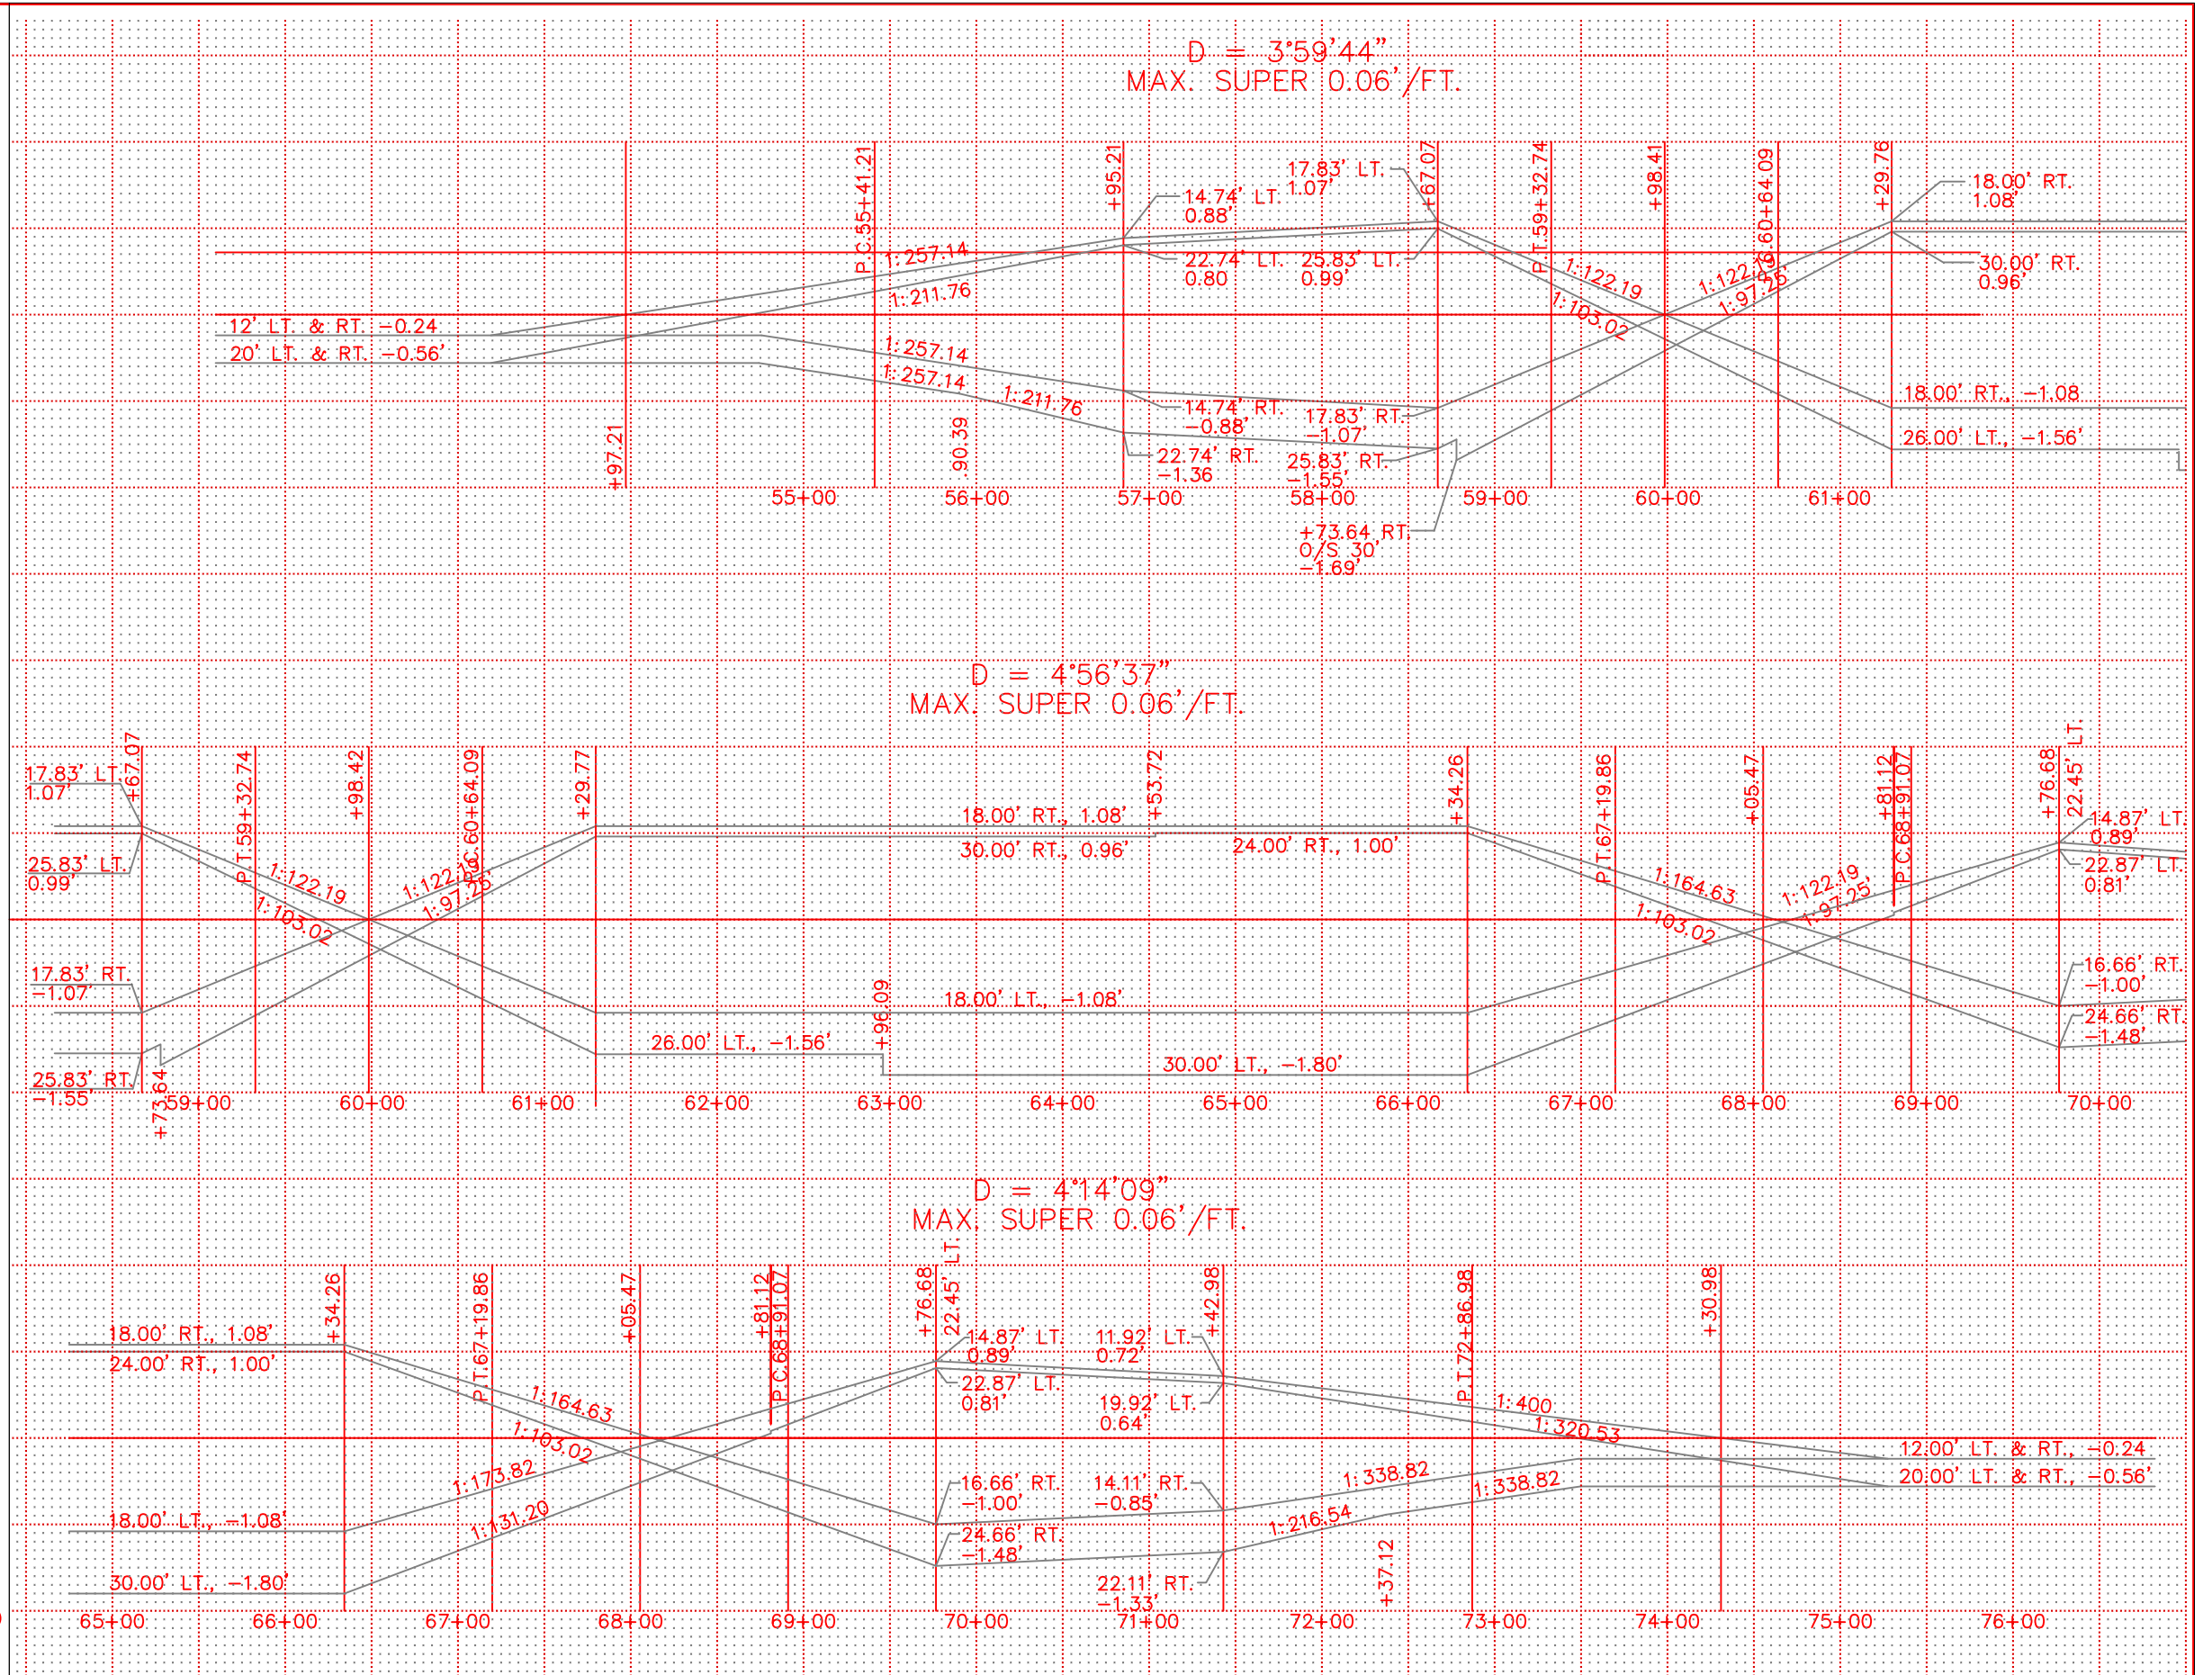 D = 3°59'44"
MAX. SUPER 0.06'/FT.
+97.21
P.C.55+41.21
90.39
+95.21
+67.07
P.T.59+32.74
+98.41
P.C.60+64.09
+29.76
12' LT. & RT. -0.24
20' LT. & RT. -0.56'
1:257.14
1:211.76
1:257.14
1:257.14
1:211.76
14.74' LT.
0.88'
22.74' LT.
0.80
17.83' LT.
1.07'
25.83' LT.
0.99'
14.74' RT.
-0.88'
22.74' RT.
-1.36
17.83' RT.
-1.07'
25.83' RT.
-1.55'
+73.64 RT.
O/S 30'
-1.69'
1:122.19
1:103.02
1:122.19
1:97.25'
18.00' RT.
1.08'
30.00' RT.
0.96'
18.00' RT., -1.08
26.00' LT., -1.56'
55+00 56+00 57+00 58+00 59+00 60+00 61+00
D = 4°56'37"
MAX. SUPER 0.06'/FT.
17.83' LT.
1.07'
25.83' LT.
0.99'
17.83' RT.
-1.07'
25.83' RT.
-1.55
+67.07
+73.64
P.T.59+32.74
+98.42
P.C.60+64.09
+29.77
+96.09
+53.72
+34.26
P.T.67+19.86
+05.47
+81.12
P.C.68+91.07
+76.68
22.45' LT.
1:122.19
1:103.02
1:122.19
1:97.25'
18.00' RT., 1.08'
30.00' RT., 0.96'
24.00' RT., 1.00'
18.00' LT., -1.08'
26.00' LT., -1.56'
30.00' LT., -1.80'
1:164.63
1:103.02
1:122.19
1:97.25'
14.87' LT.
0.89'
22.87' LT.
0.81'
16.66' RT.
-1.00'
24.66' RT.
-1.48'
59+00 60+00 61+00 62+00 63+00 64+00 65+00 66+00 67+00 68+00 69+00 70+00
D = 4°14'09"
MAX. SUPER 0.06'/FT.
18.00' RT., 1.08'
24.00' RT., 1.00'
18.00' LT., -1.08'
30.00' LT., -1.80'
+34.26
P.T.67+19.86
+05.47
+81.12
P.C.68+91.07
+76.68
22.45' LT.
+42.98
+37.12
P.T.72+86.98
+30.98
1:164.63
1:103.02
1:173.82
1:131.20
14.87' LT.
0.89'
22.87' LT.
0.81'
11.92' LT.
0.72'
19.92' LT.
0.64'
16.66' RT.
-1.00'
24.66' RT.
-1.48'
14.11' RT.
-0.85'
22.11' RT.
-1.33'
1:400
1:320.53
1:338.82
1:338.82
1:216.54
12.00' LT. & RT., -0.24
20.00' LT. & RT., -0.56'
65+00 66+00 67+00 68+00 69+00 70+00 71+00 72+00 73+00 74+00 75+00 76+00